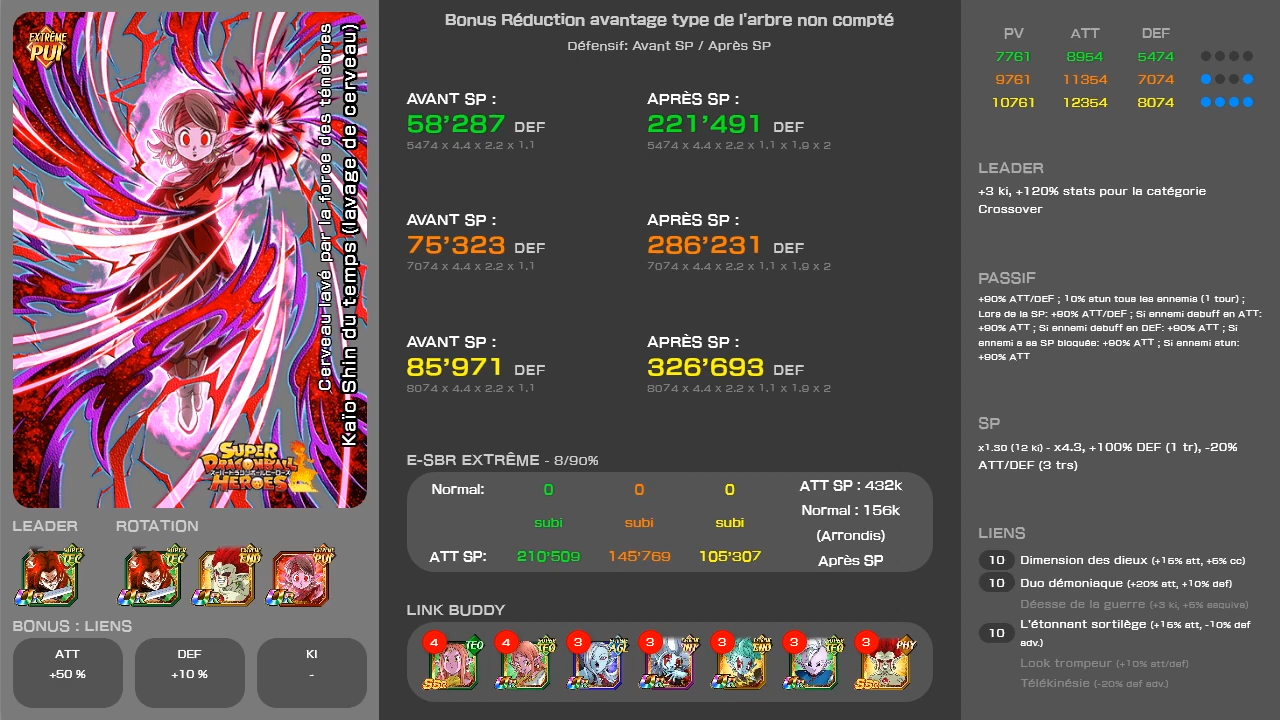 EXTRÊME
PUI
Cerveau lavé par la force des ténèbres
Kaïo Shin du temps (lavage de cerveau)
SUPER
DRAGONBALL
HEROES
LEADER
ROTATION
BONUS : LIENS
ATT
+50 %
DEF
+10 %
KI
-
Bonus Réduction avantage type de l'arbre non compté
Défensif: Avant SP / Après SP
AVANT SP :
58'287 DEF
5474 x 4.4 x 2.2 x 1.1
APRÈS SP :
221'491 DEF
5474 x 4.4 x 2.2 x 1.1 x 1.9 x 2
AVANT SP :
75'323 DEF
7074 x 4.4 x 2.2 x 1.1
APRÈS SP :
286'231 DEF
7074 x 4.4 x 2.2 x 1.1 x 1.9 x 2
AVANT SP :
85'971 DEF
8074 x 4.4 x 2.2 x 1.1
APRÈS SP :
326'693 DEF
8074 x 4.4 x 2.2 x 1.1 x 1.9 x 2
E-SBR EXTRÊME - 8/90%
Normal: 0 0 0
subi subi subi
ATT SP: 210'509 145'769 105'307
ATT SP : 432k
Normal : 156k
(Arrondis)
Après SP
LINK BUDDY
4 4 3 3 3 3 3
PV ATT DEF
7761 8954 5474
9761 11354 7074
10761 12354 8074
LEADER
+3 ki, +120% stats pour la catégorie
Crossover
PASSIF
+90% ATT/DEF ; 10% stun tous les ennemis (1 tour) ;
Lors de la SP: +90% ATT/DEF ; Si ennemi debuff en ATT:
+90% ATT ; Si ennemi debuff en DEF: +90% ATT ; Si
ennemi a sa SP bloquée: +90% ATT ; Si ennemi stun:
+90% ATT
SP
x1.30 (12 ki) - x4.3, +100% DEF (1 tr), -20%
ATT/DEF (3 trs)
LIENS
10 Dimension des dieux (+15% att, +5% cc)
10 Duo démoniaque (+20% att, +10% def)
Déesse de la guerre (+3 ki, +5% esquive)
10 L'étonnant sortilège (+15% att, -10% def
adv.)
Look trompeur (+10% att/def)
Télékinésie (-20% def adv.)